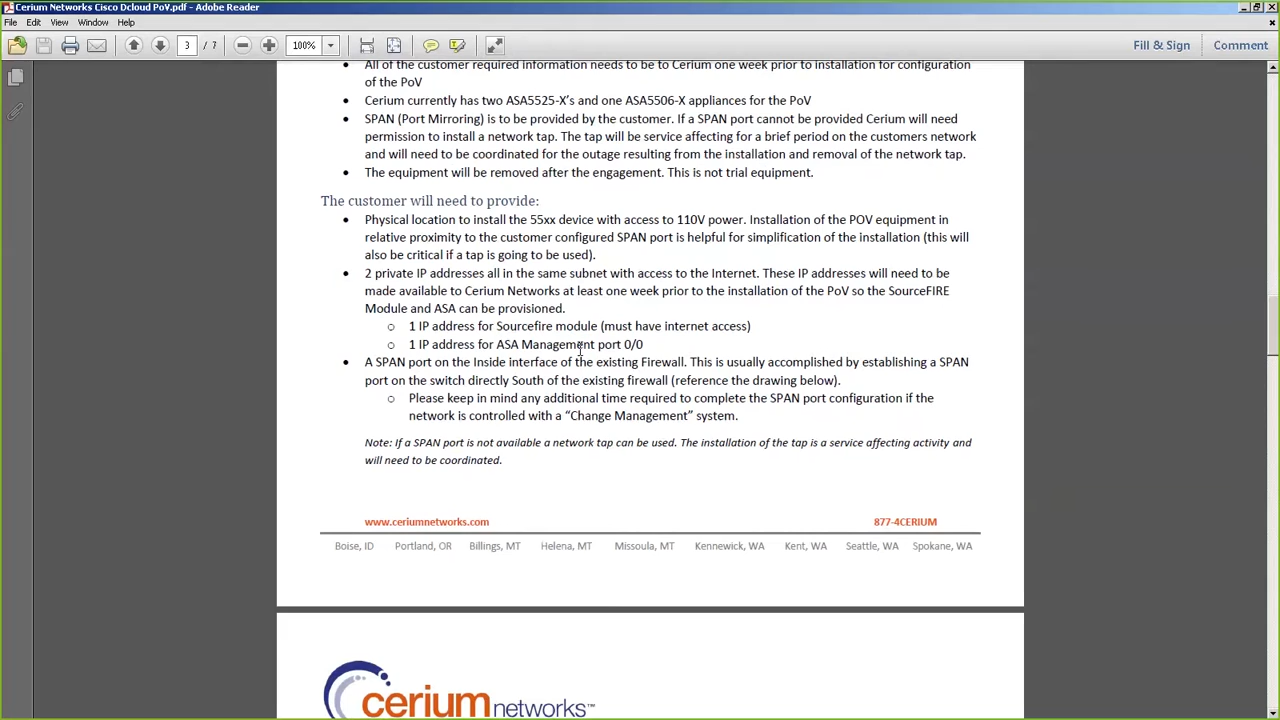 Cerium Networks Cisco Dcloud PoV.pdf - Adobe Reader
File Edit View Window Help
3 / 7 100% Fill & Sign Comment
All of the customer required information needs to be to Cerium one week prior to installation for configuration
of the PoV
• Cerium currently has two ASA5525-X's and one ASA5506-X appliances for the PoV
• SPAN (Port Mirroring) is to be provided by the customer. If a SPAN port cannot be provided Cerium will need
permission to install a network tap. The tap will be service affecting for a brief period on the customers network
and will need to be coordinated for the outage resulting from the installation and removal of the network tap.
• The equipment will be removed after the engagement. This is not trial equipment.
The customer will need to provide:
• Physical location to install the 55xx device with access to 110V power. Installation of the POV equipment in
relative proximity to the customer configured SPAN port is helpful for simplification of the installation (this will
also be critical if a tap is going to be used).
• 2 private IP addresses all in the same subnet with access to the Internet. These IP addresses will need to be
made available to Cerium Networks at least one week prior to the installation of the PoV so the SourceFIRE
Module and ASA can be provisioned.
o 1 IP address for Sourcefire module (must have internet access)
o 1 IP address for ASA Management port 0/0
• A SPAN port on the Inside interface of the existing Firewall. This is usually accomplished by establishing a SPAN
port on the switch directly South of the existing firewall (reference the drawing below).
o Please keep in mind any additional time required to complete the SPAN port configuration if the
network is controlled with a “Change Management” system.
Note: If a SPAN port is not available a network tap can be used. The installation of the tap is a service affecting activity and
will need to be coordinated.
www.ceriumnetworks.com 877-4CERIUM
Boise, ID Portland, OR Billings, MT Helena, MT Missoula, MT Kennewick, WA Kent, WA Seattle, WA Spokane, WA
cerium networks™